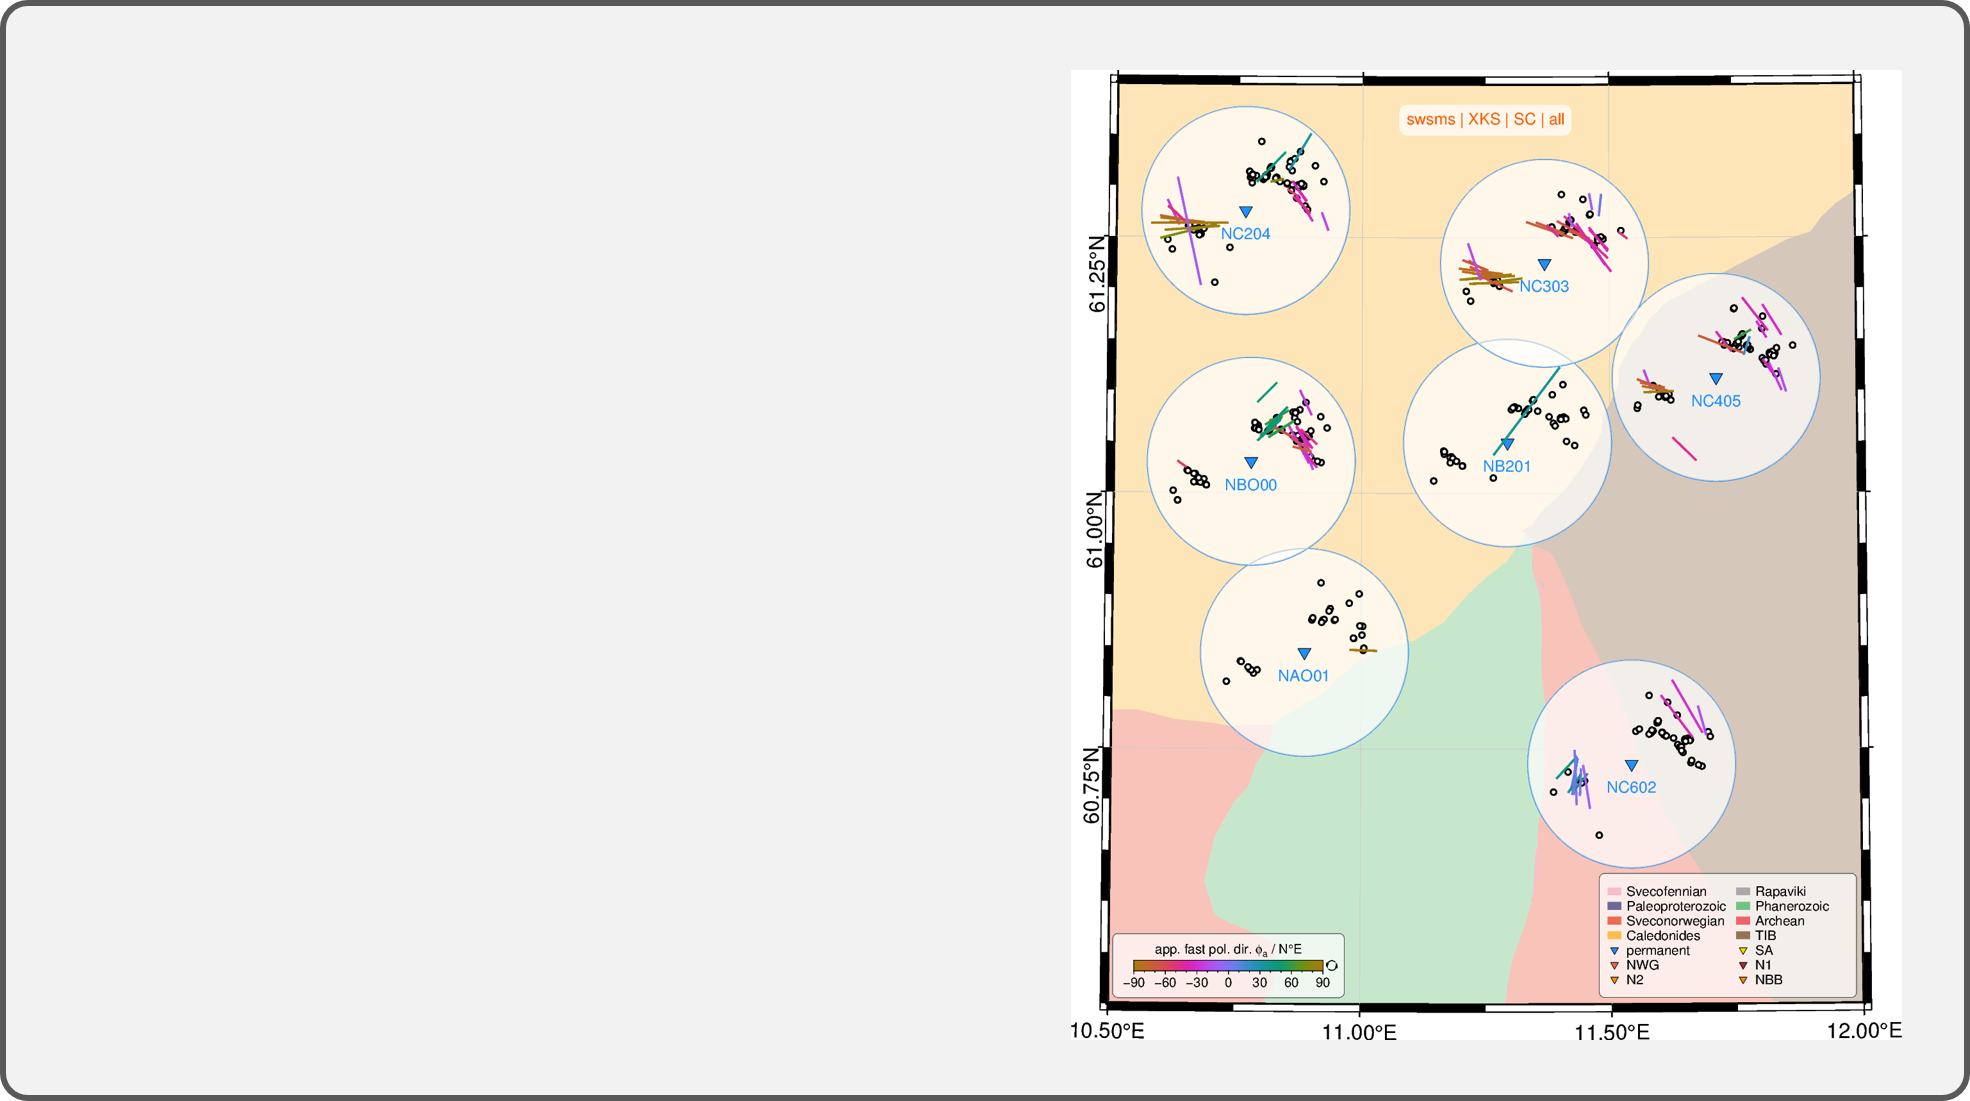 swsms | XKS | SC | all
NC204
NC303
NC405
NBO00
NB201
NAO01
NC602
61.25°N
61.00°N
60.75°N
10.50°E
11.00°E
11.50°E
12.00°E
app. fast pol. dir. ϕa / N°E
−90 −60 −30 0 30 60 90
Svecofennian
Paleoproterozoic
Sveconorwegian
Caledonides
permanent
NWG
N2
Rapaviki
Phanerozoic
Archean
TIB
SA
N1
NBB